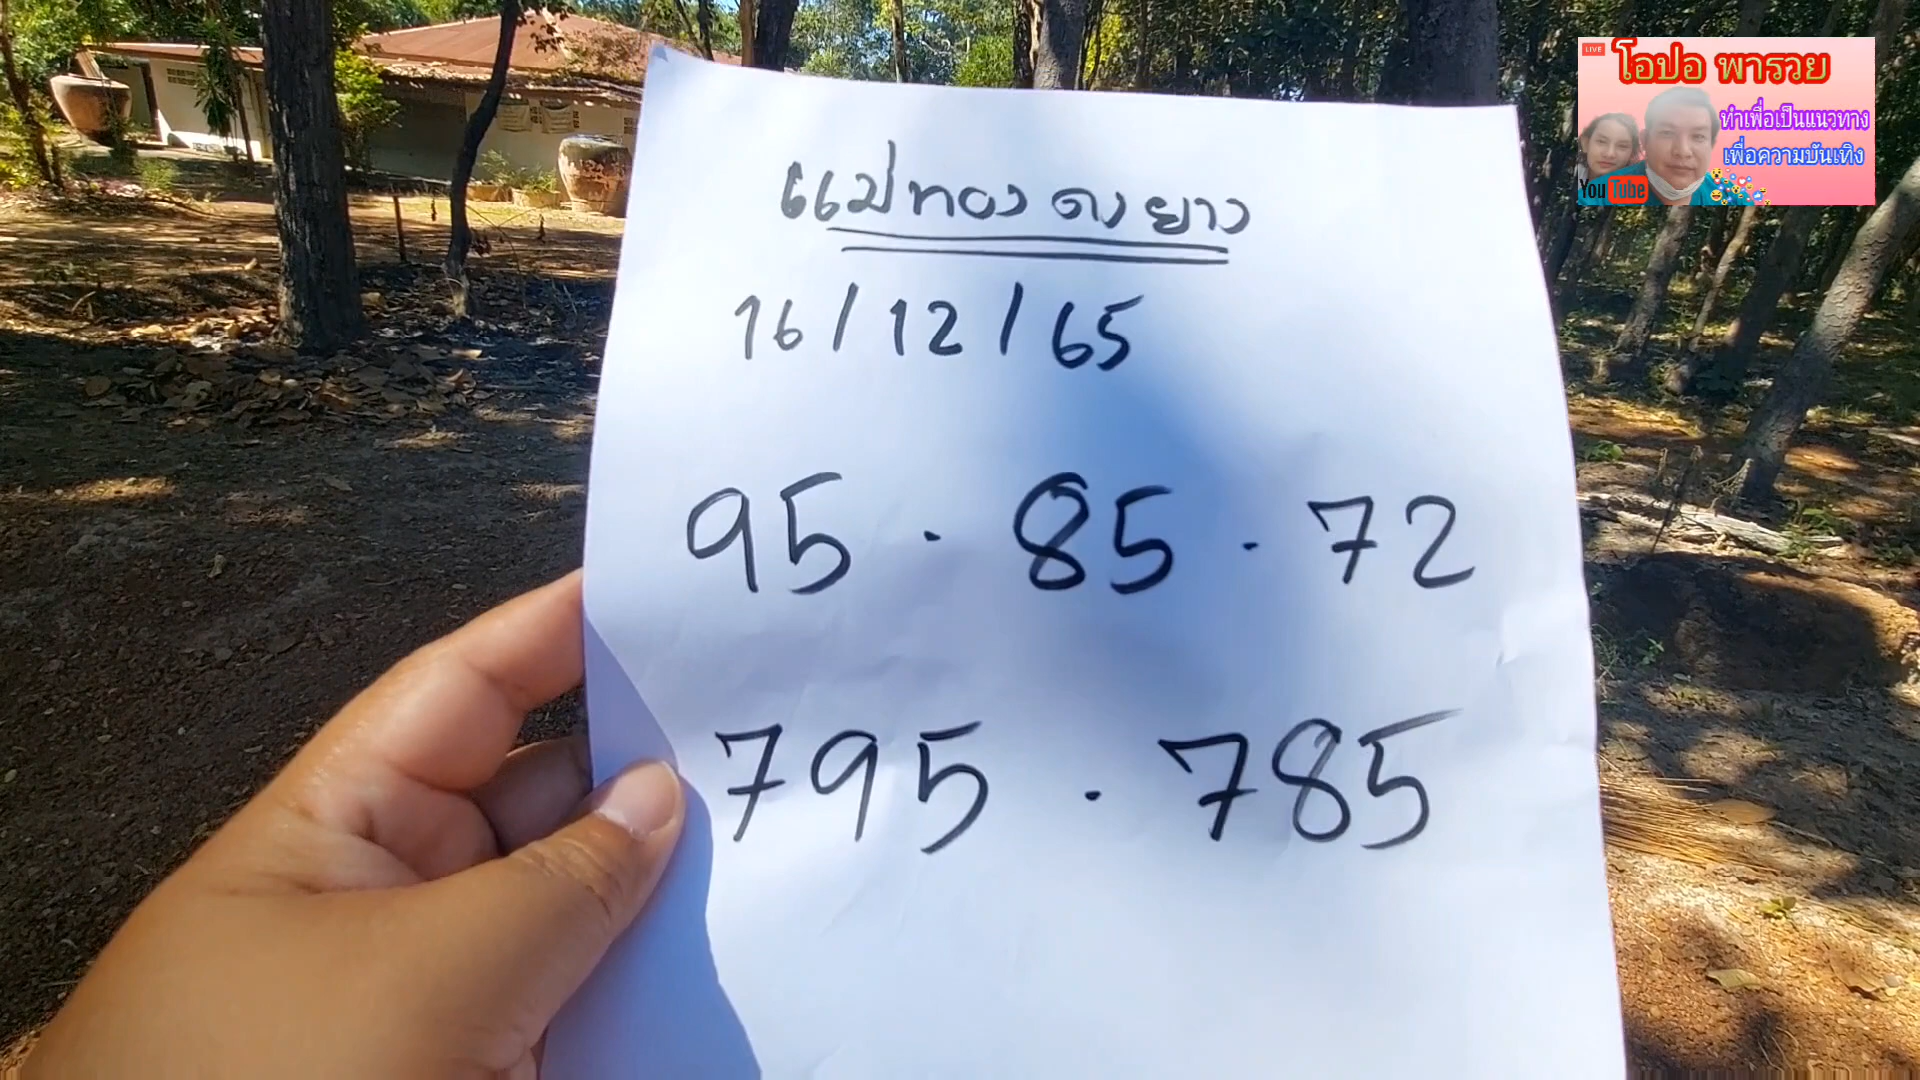 แม่ทองดงยาว
16/12/65
95 . 85 . 72
795 . 785
LIVE
โอปอ พารวย
ทำเพื่อเป็นแนวทาง
เพื่อความบันเทิง
YouTube